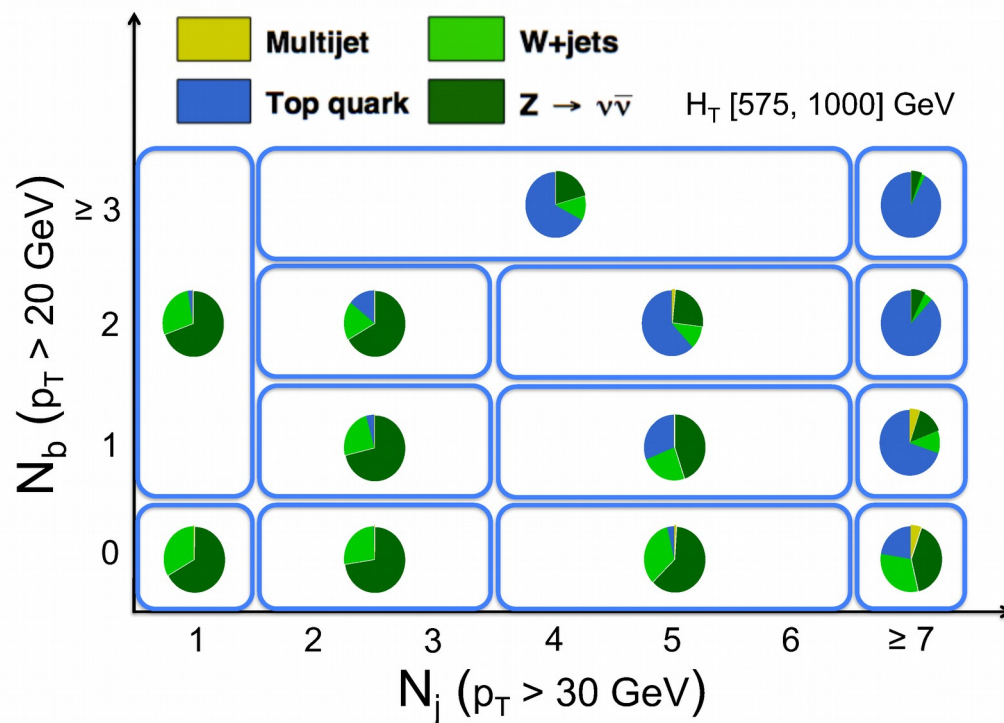 Multijet
W+jets
Top quark
Z → νν̄
H_T [575, 1000] GeV
N_b (p_T > 20 GeV)
≥ 3
2
1
0
1 2 3 4 5 6 ≥ 7
N_j (p_T > 30 GeV)